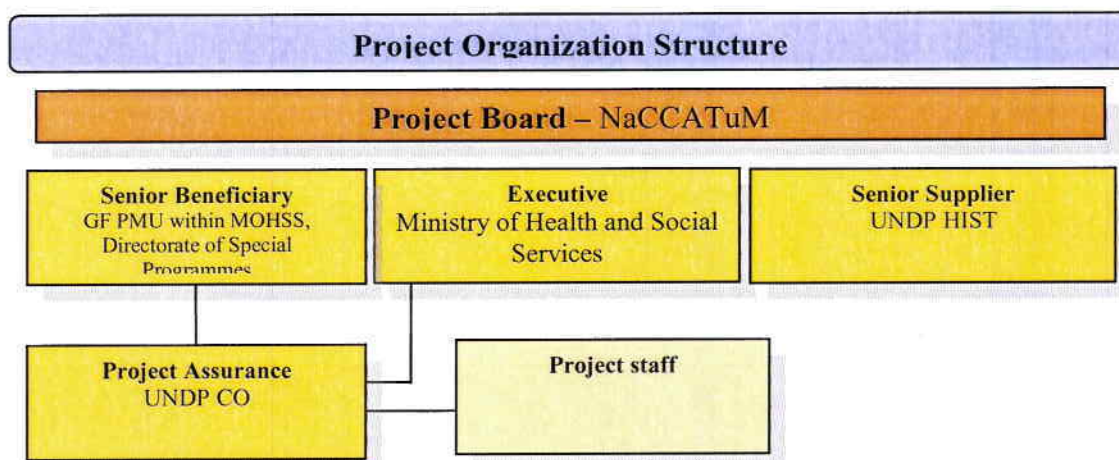 Project Organization Structure
Project Board – NaCCATuM
Senior Beneficiary
GF PMU within MOHSS,
Directorate of Special
Programmes
Executive
Ministry of Health and Social
Services
Senior Supplier
UNDP HIST
Project Assurance
UNDP CO
Project staff